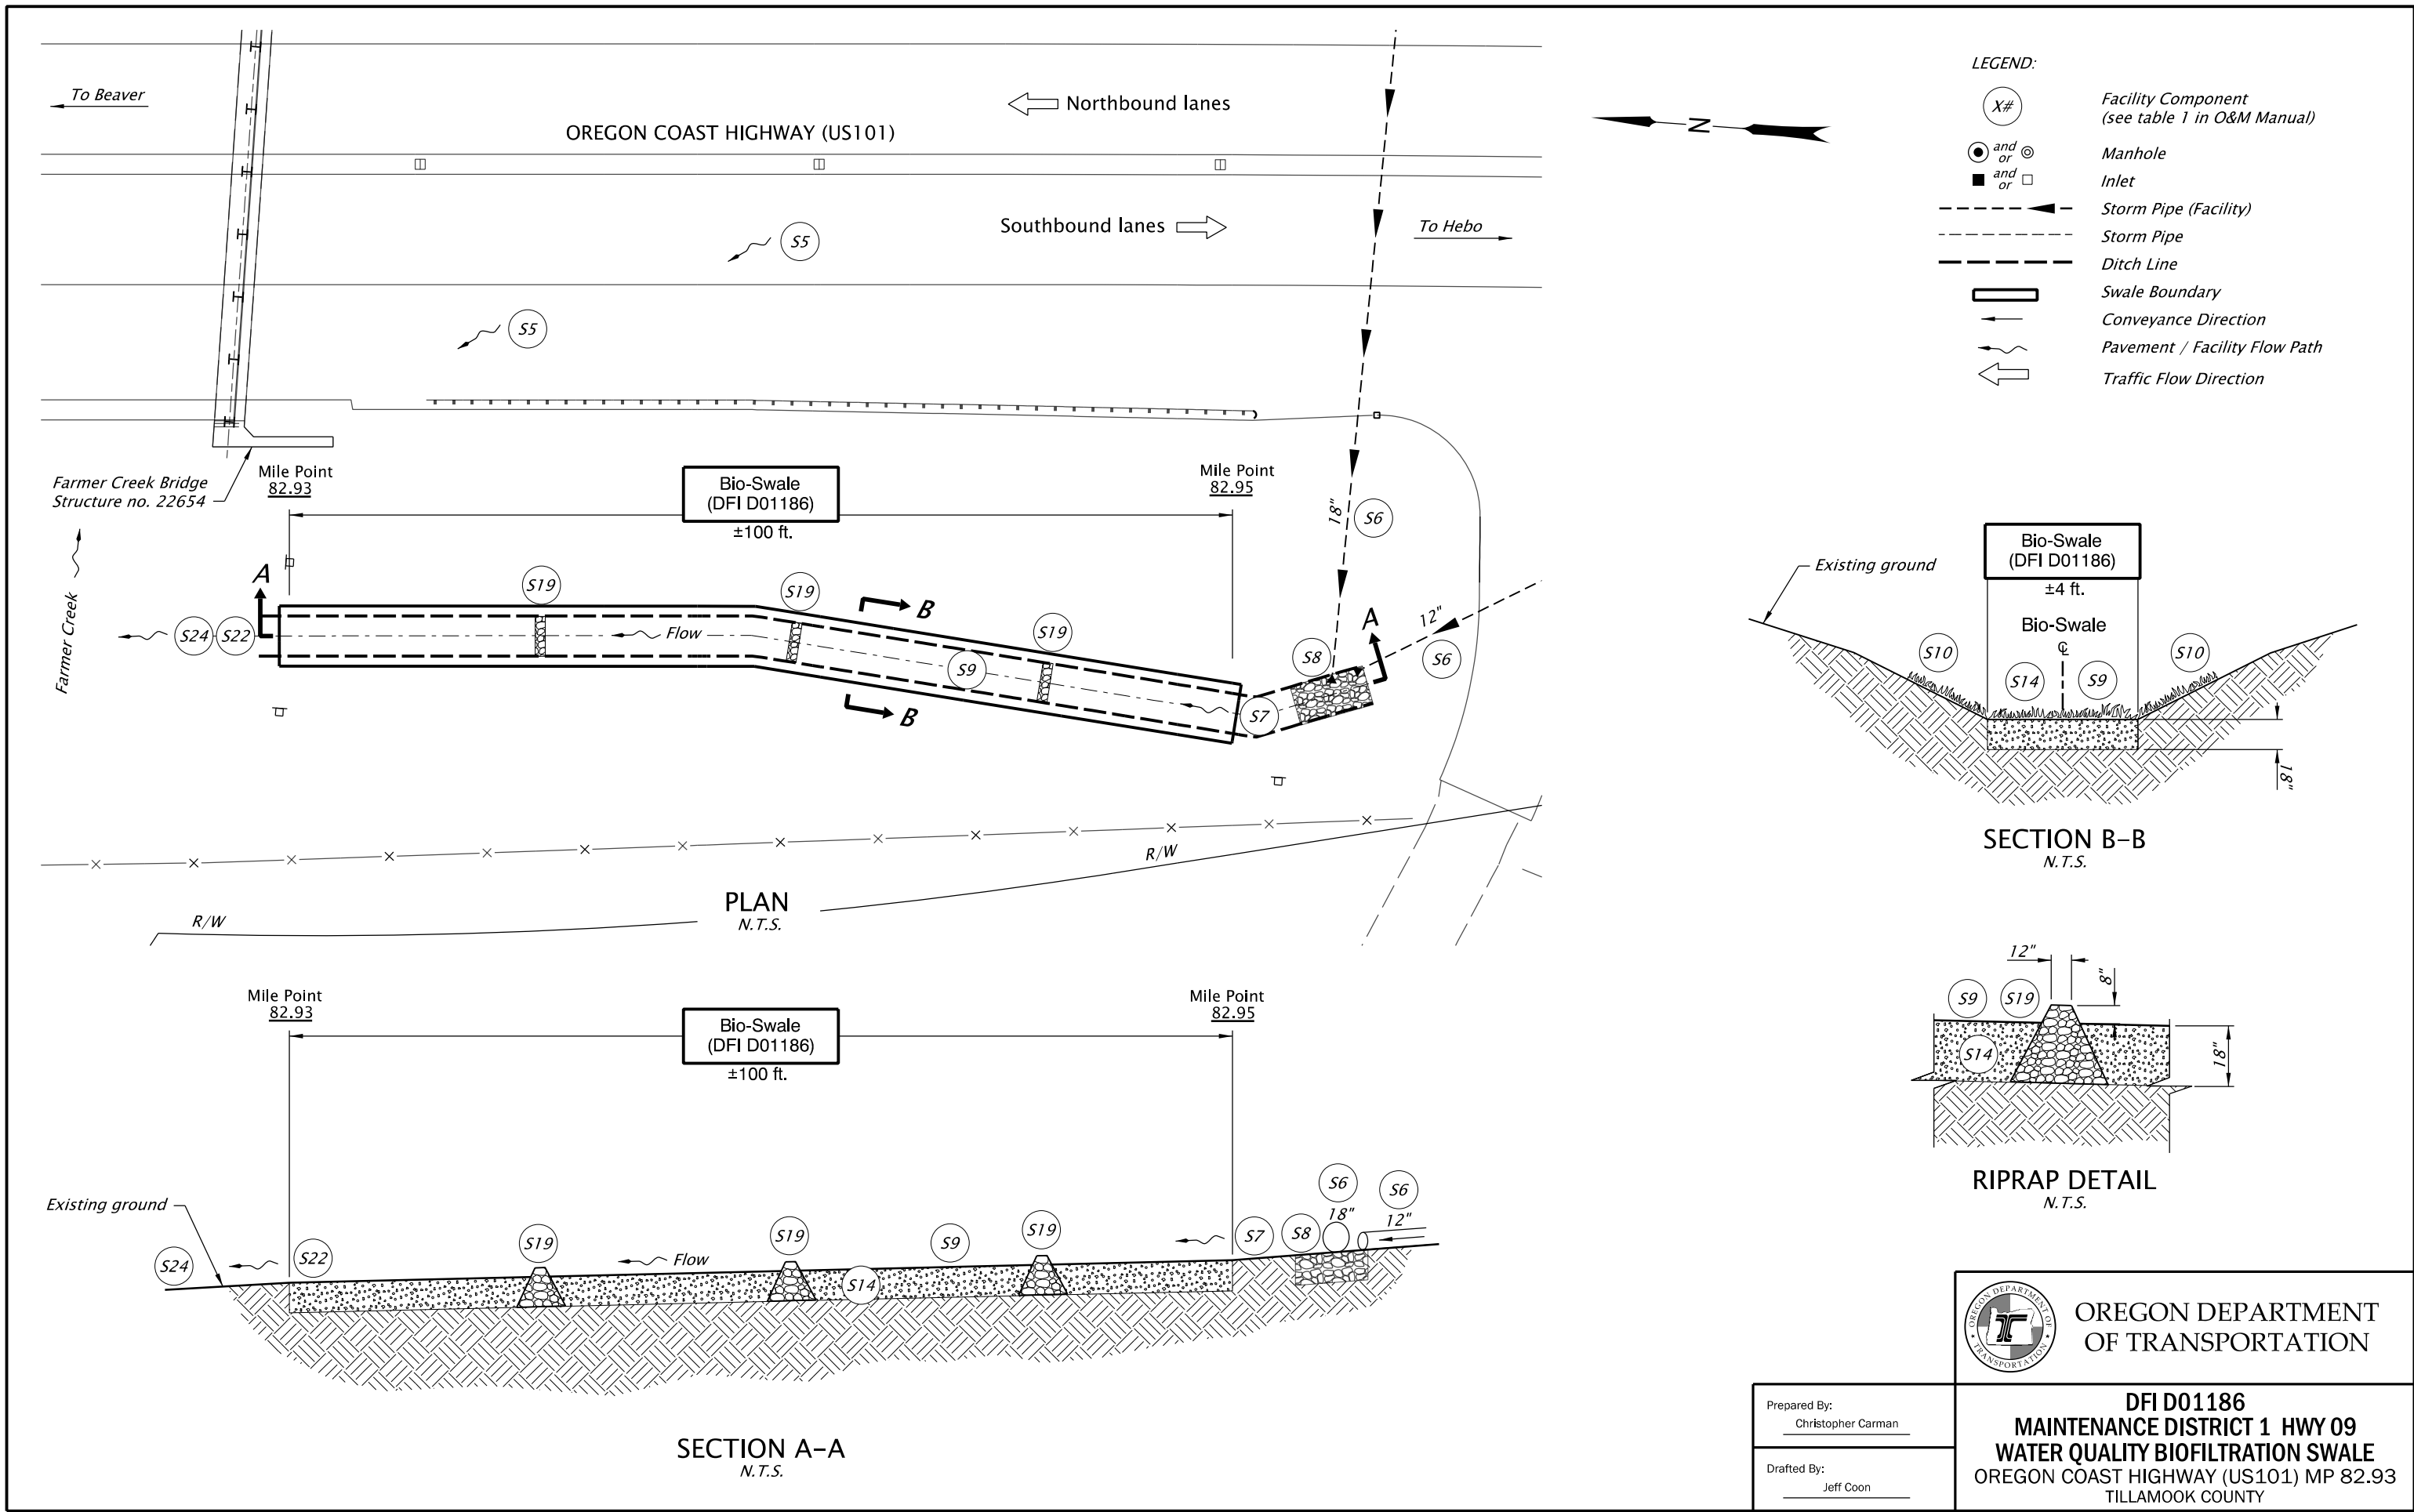 To Beaver
Northbound lanes
OREGON COAST HIGHWAY (US101)
Southbound lanes
To Hebo
S5
S5
N
LEGEND:
X#
Facility Component
(see table 1 in O&M Manual)
and
or
Manhole
and
or
Inlet
Storm Pipe (Facility)
Storm Pipe
Ditch Line
Swale Boundary
Conveyance Direction
Pavement / Facility Flow Path
Traffic Flow Direction
Farmer Creek Bridge
Structure no. 22654
Mile Point
82.93
Bio-Swale
(DFI D01186)
±100 ft.
Mile Point
82.95
18"
S6
Farmer Creek
A
S24
S22
S19
Flow
S19
B
B
S9
S19
S7
S8
A
12"
S6
R/W
R/W
PLAN
N.T.S.
Bio-Swale
(DFI D01186)
±4 ft.
Existing ground
Bio-Swale
℄
S10
S14
S9
S10
18"
SECTION B-B
N.T.S.
12"
8"
S9
S19
S14
18"
RIPRAP DETAIL
N.T.S.
Mile Point
82.93
Bio-Swale
(DFI D01186)
±100 ft.
Mile Point
82.95
Existing ground
S24
S22
S19
Flow
S19
S14
S9
S19
S7
S8
S6
18"
S6
12"
SECTION A-A
N.T.S.
OREGON DEPARTMENT OF
TRANSPORTATION
OREGON DEPARTMENT
OF TRANSPORTATION
Prepared By:
Christopher Carman
Drafted By:
Jeff Coon
DFI D01186
MAINTENANCE DISTRICT 1 HWY 09
WATER QUALITY BIOFILTRATION SWALE
OREGON COAST HIGHWAY (US101) MP 82.93
TILLAMOOK COUNTY